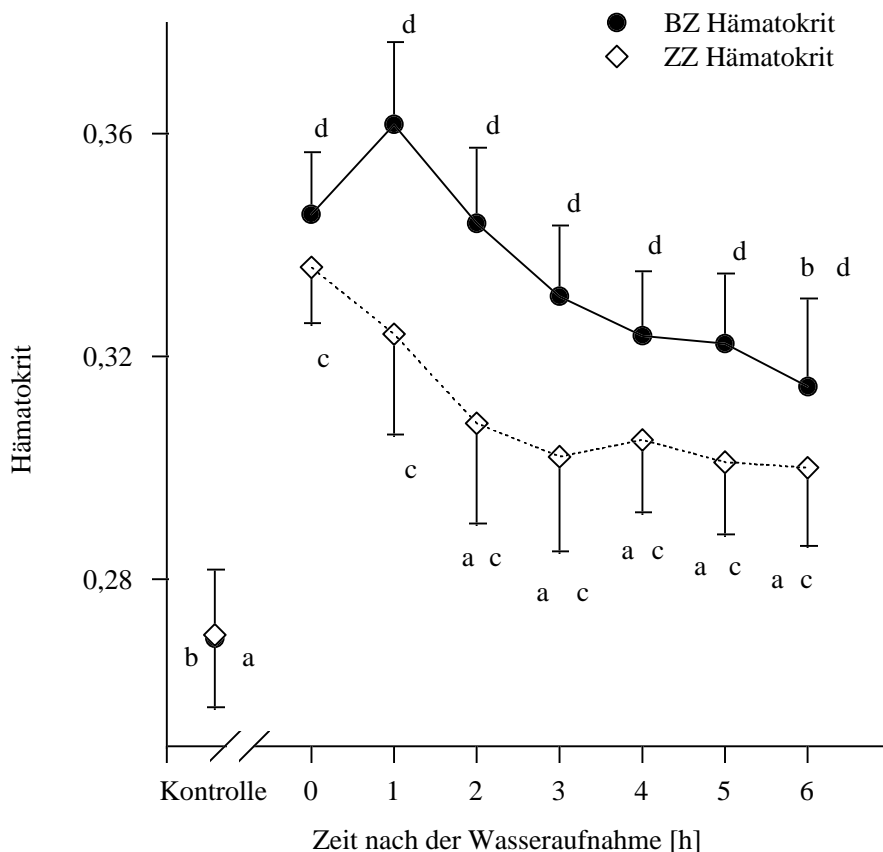 BZ Hämatokrit
ZZ Hämatokrit
d
d
d
d
d
d
b d
0,36
0,32
0,28
Hämatokrit
c
c
a c
a c
a c
a c
a c
b a
Kontrolle 0 1 2 3 4 5 6
Zeit nach der Wasseraufnahme [h]